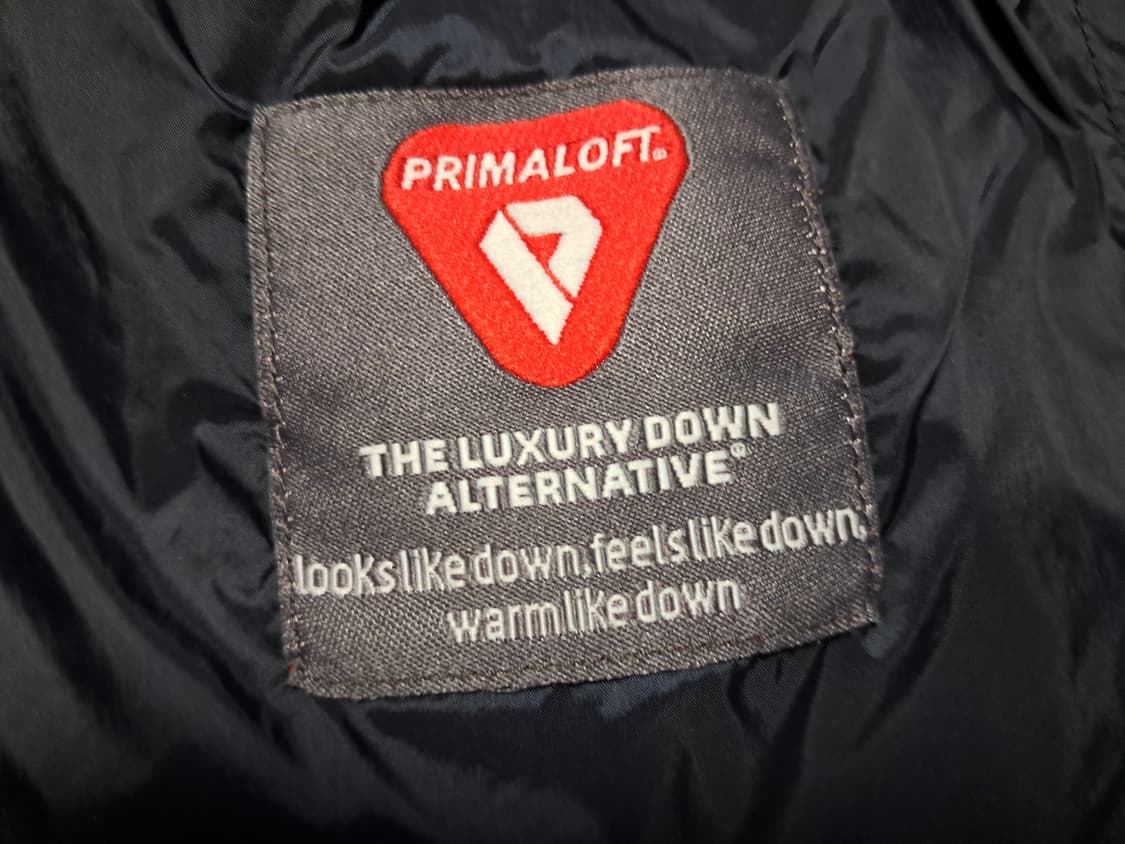 PRIMALOFT®
THE LUXURY DOWN
ALTERNATIVE®
looks like down, feels like down,
warm like down